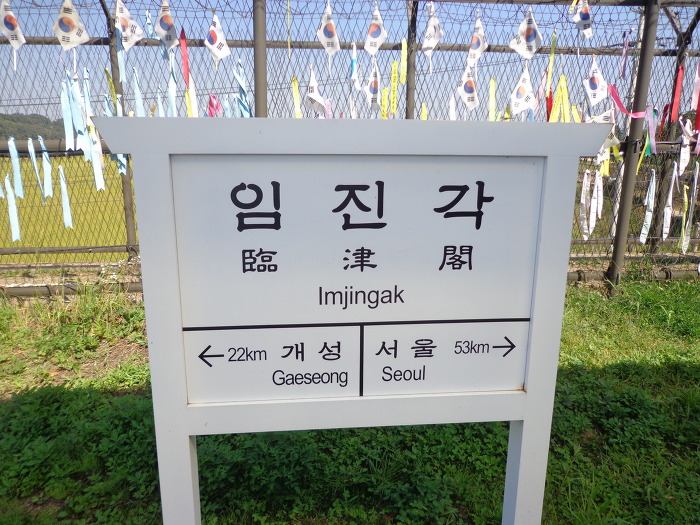 임진각
臨津閣
Imjingak
← 22km 개성 서울 53km →
Gaeseong Seoul